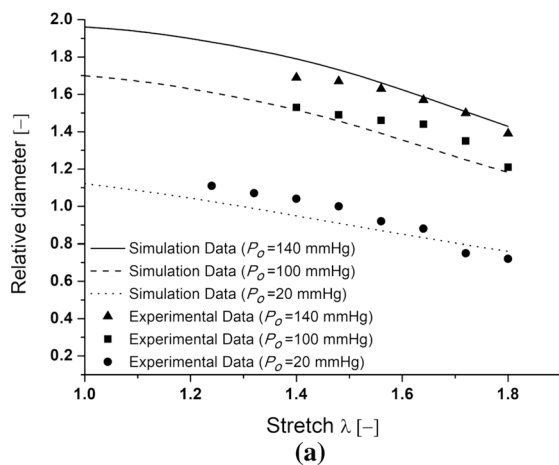 2.0
1.8
1.6
1.4
1.2
1.0
0.8
0.6
0.4
0.2
Relative diameter [−]
Simulation Data (Po=140 mmHg)
Simulation Data (Po=100 mmHg)
Simulation Data (Po=20 mmHg)
Experimental Data (Po=140 mmHg)
Experimental Data (Po=100 mmHg)
Experimental Data (Po=20 mmHg)
1.0 1.2 1.4 1.6 1.8
Stretch λ [−]
(a)